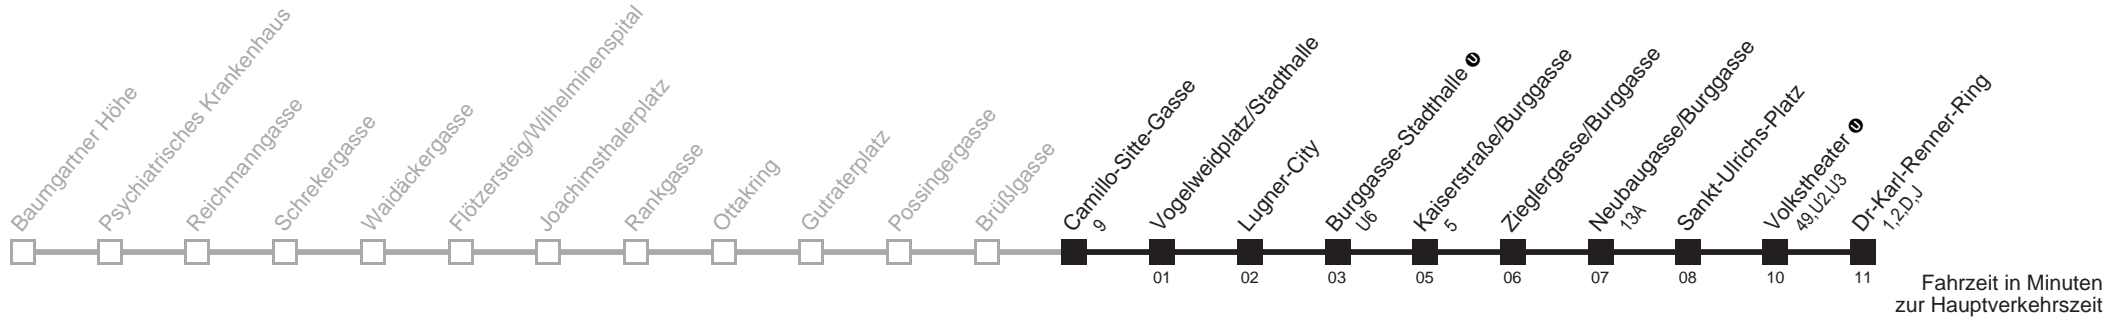 Baumgartner Höhe
Psychiatrisches Krankenhaus
Reichmanngasse
Schrekergasse
Waidäckergasse
Flötzersteig/Wilhelminenspital
Joachimsthalerplatz
Rankgasse
Ottakring
Gutraterplatz
Possingergasse
Brüßlgasse
Camillo-Sitte-Gasse
9
Vogelweidplatz/Stadthalle
01
Lugner-City
02
Burggasse-Stadthalle U
U6
03
Kaiserstraße/Burggasse
5
05
Zieglergasse/Burggasse
06
Neubaugasse/Burggasse
13A
07
Sankt-Ulrichs-Platz
08
Volkstheater U
49,U2,U3
10
Dr-Karl-Renner-Ring
1,2,D,J
11
Fahrzeit in Minuten
zur Hauptverkehrszeit